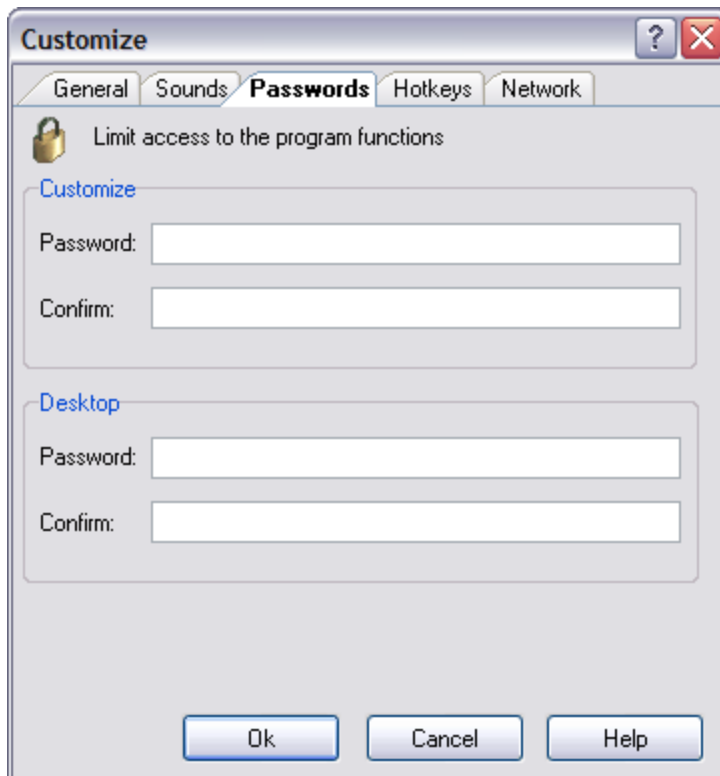 Customize
General Sounds Passwords Hotkeys Network
Limit access to the program functions
Customize
Password:
Confirm:
Desktop
Password:
Confirm:
Ok Cancel Help